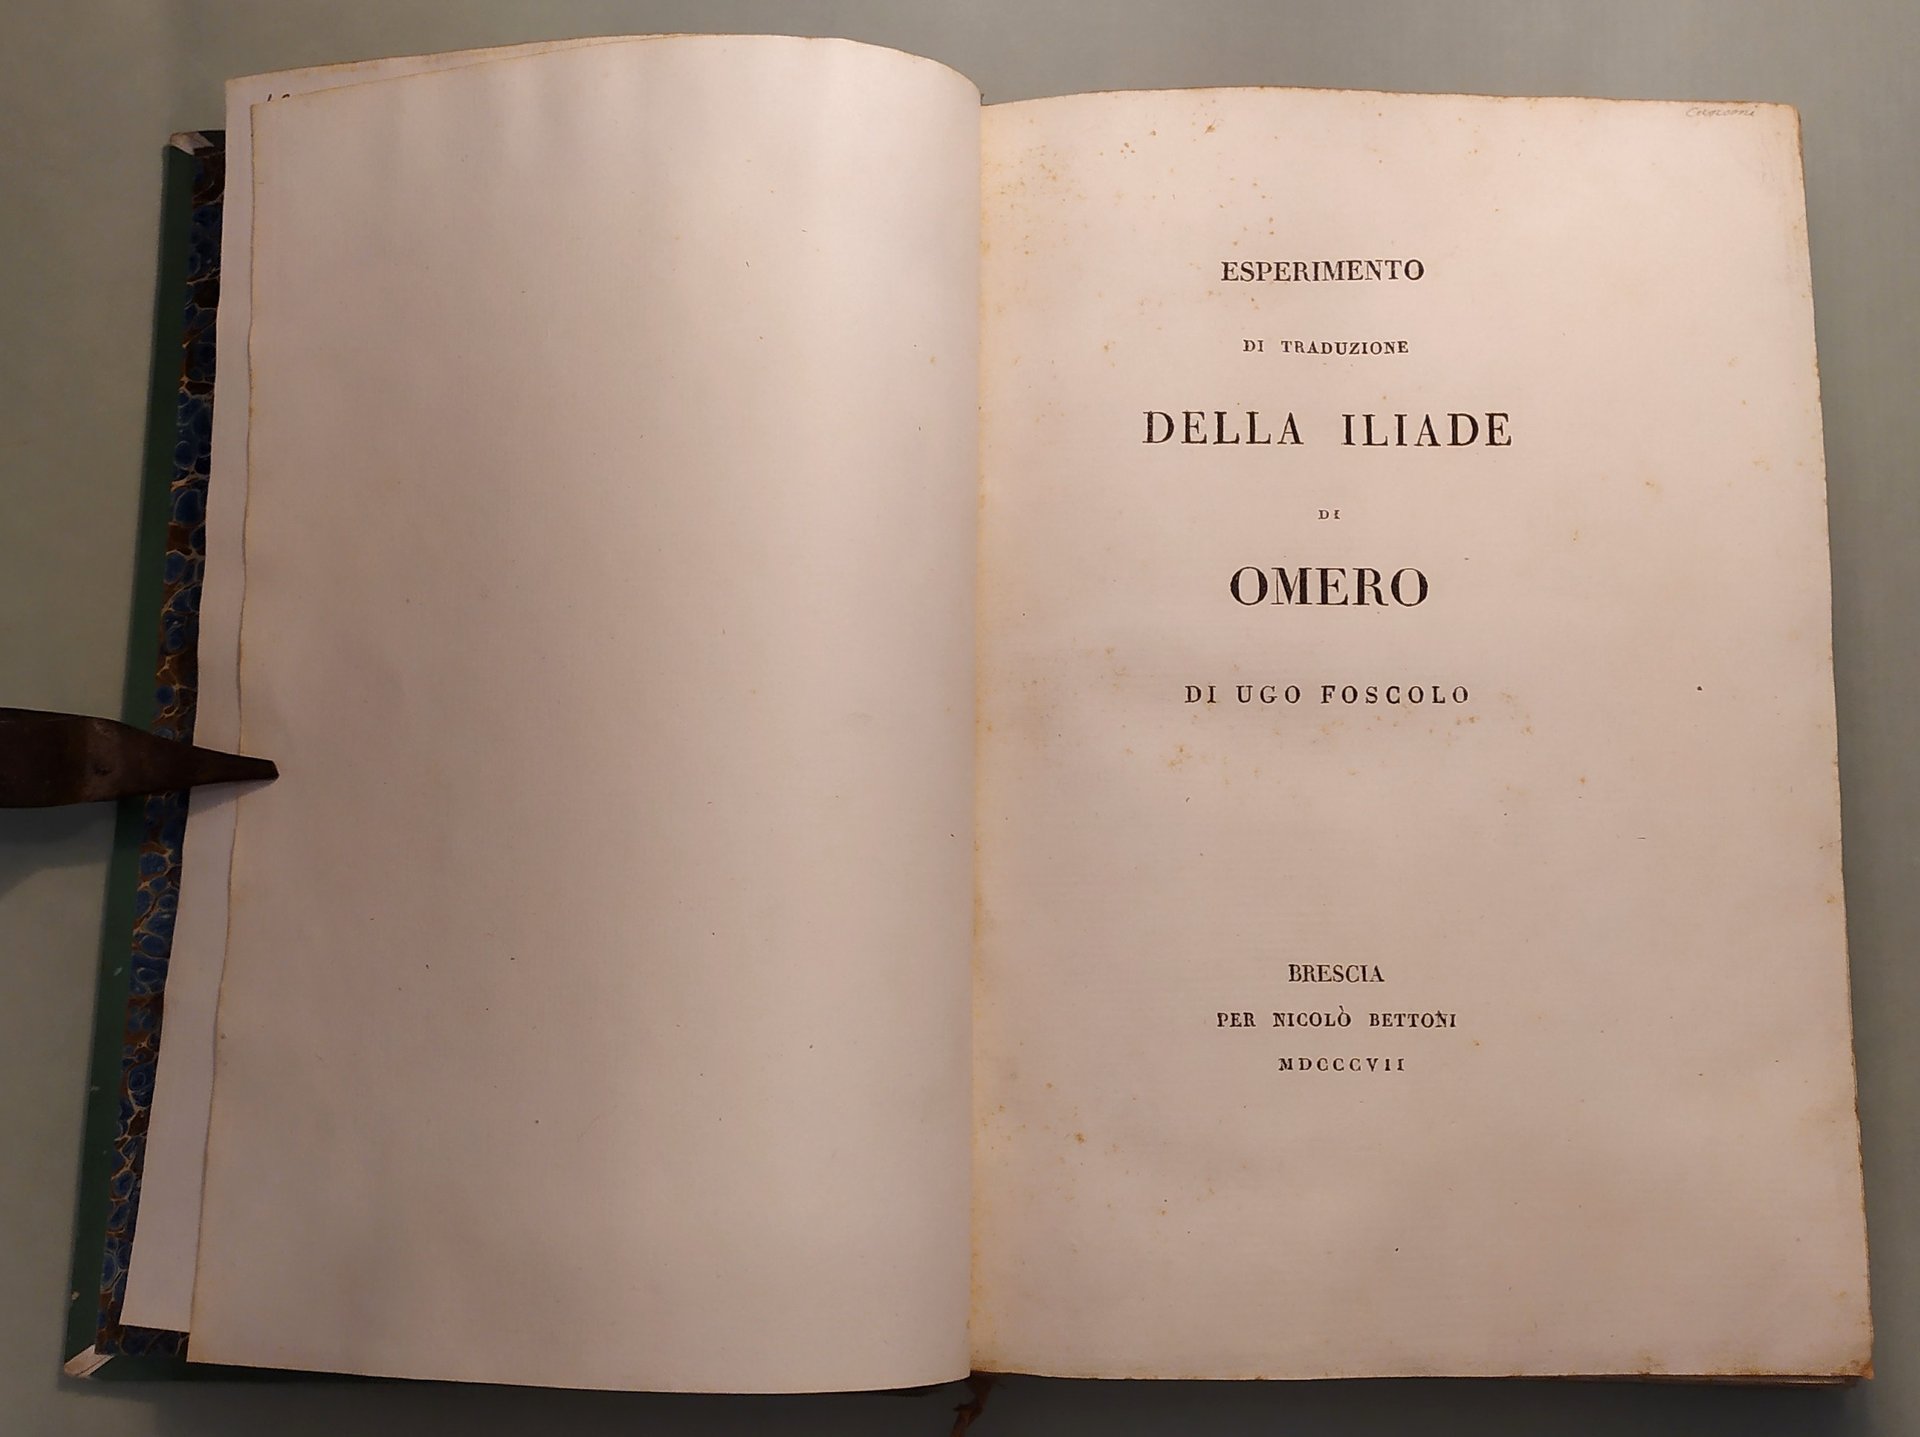 ESPERIMENTO
DI TRADUZIONE
DELLA ILIADE
DI
OMERO
DI UGO FOSCOLO
BRESCIA
PER NICOLÒ BETTONI
MDCCCVII